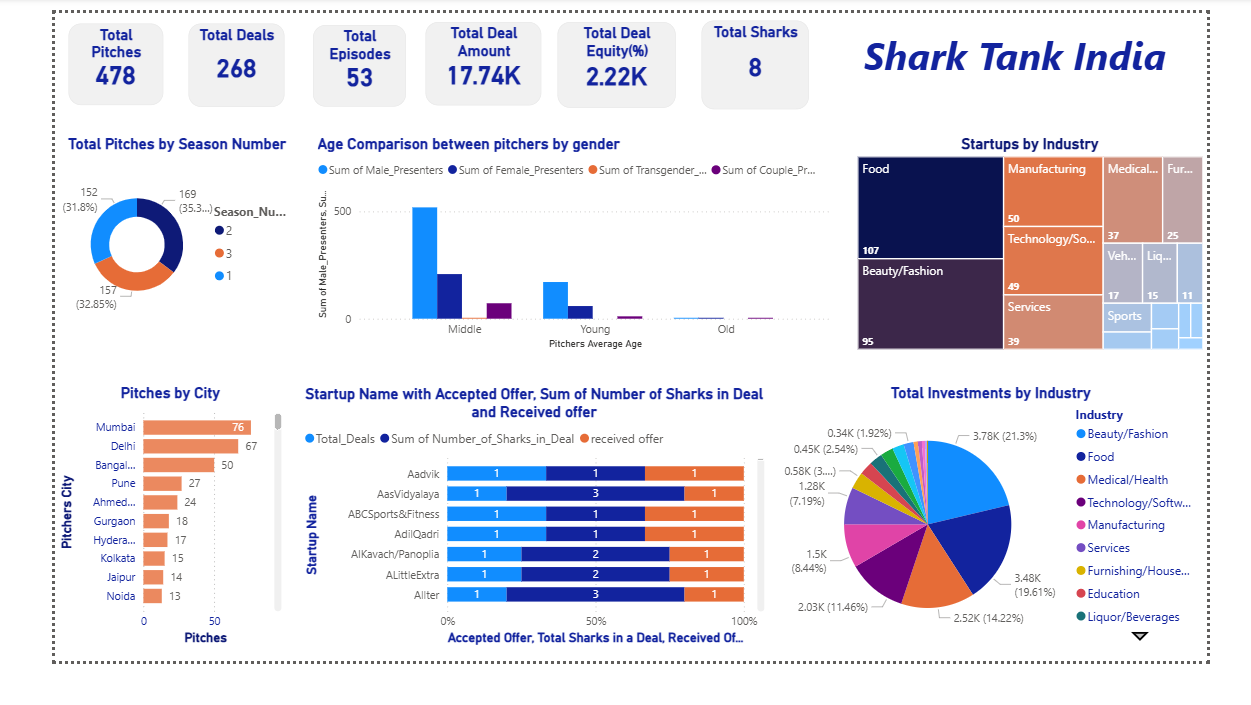 Total
Pitches
478
Total Deals
268
Total
Episodes
53
Total Deal
Amount
17.74K
Total Deal
Equity(%)
2.22K
Total Sharks
8
Shark Tank India
Total Pitches by Season Number
152
(31.8%)
169
(35.3...)
157
(32.85%)
Season_Nu...
2
3
1
Age Comparison between pitchers by gender
Sum of Male_Presenters
Sum of Female_Presenters
Sum of Transgender_...
Sum of Couple_Pr...
Sum of Male_Presenters, Su...
500
0
Middle
Young
Old
Pitchers Average Age
Startups by Industry
Food
107
Beauty/Fashion
95
Manufacturing
50
Technology/So...
49
Services
39
Medical...
37
Fur...
25
Veh...
17
Liq...
15
11
Sports
Pitches by City
Pitchers City
Mumbai 76
Delhi 67
Bangal... 50
Pune 27
Ahmed... 24
Gurgaon 18
Hydera... 17
Kolkata 15
Jaipur 14
Noida 13
0 50
Pitches
Startup Name with Accepted Offer, Sum of Number of Sharks in Deal
and Received offer
Total_Deals
Sum of Number_of_Sharks_in_Deal
received offer
Startup Name
Aadvik 1 1 1
AasVidyalaya 1 3 1
ABCSports&Fitness 1 1 1
AdilQadri 1 1 1
AlKavach/Panoplia 1 2 1
ALittleExtra 1 2 1
Aliter 1 3 1
0% 50% 100%
Accepted Offer, Total Sharks in a Deal, Received Of...
Total Investments by Industry
3.78K (21.3%)
3.48K
(19.61%)
2.52K (14.22%)
2.03K (11.46%)
1.5K
(8.44%)
1.28K
(7.19%)
0.58K (3....)
0.45K (2.54%)
0.34K (1.92%)
Industry
Beauty/Fashion
Food
Medical/Health
Technology/Softw...
Manufacturing
Services
Furnishing/House...
Education
Liquor/Beverages